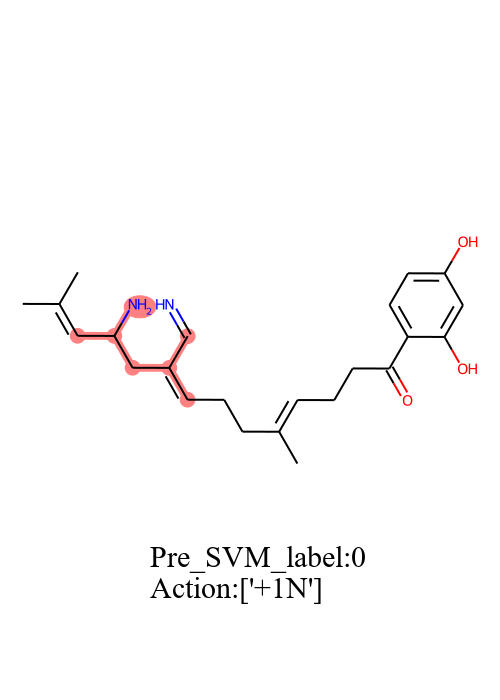 OH
NH2 HN
OH
O
Pre_SVM_label:0
Action:['+1N']